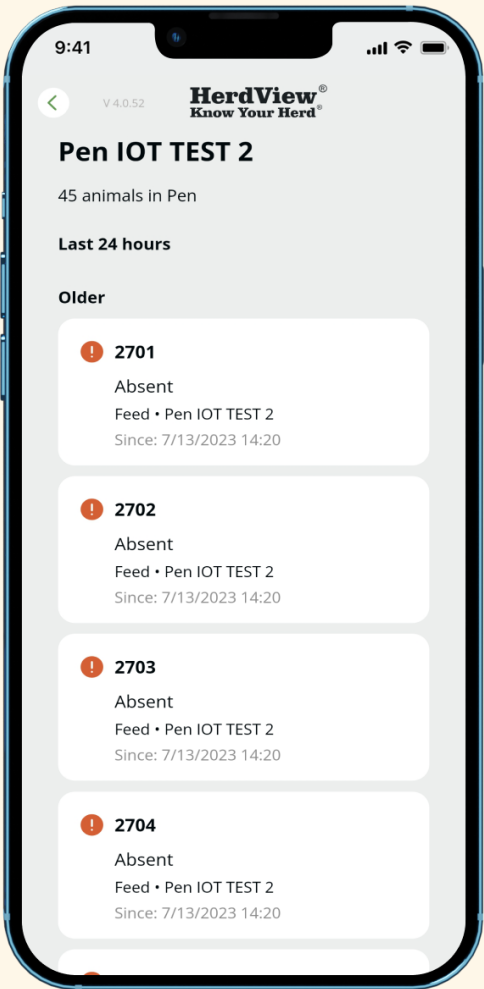 9:41
V 4.0.52
HerdView®
Know Your Herd®
Pen IOT TEST 2
45 animals in Pen
Last 24 hours
Older
2701
Absent
Feed • Pen IOT TEST 2
Since: 7/13/2023 14:20
2702
Absent
Feed • Pen IOT TEST 2
Since: 7/13/2023 14:20
2703
Absent
Feed • Pen IOT TEST 2
Since: 7/13/2023 14:20
2704
Absent
Feed • Pen IOT TEST 2
Since: 7/13/2023 14:20